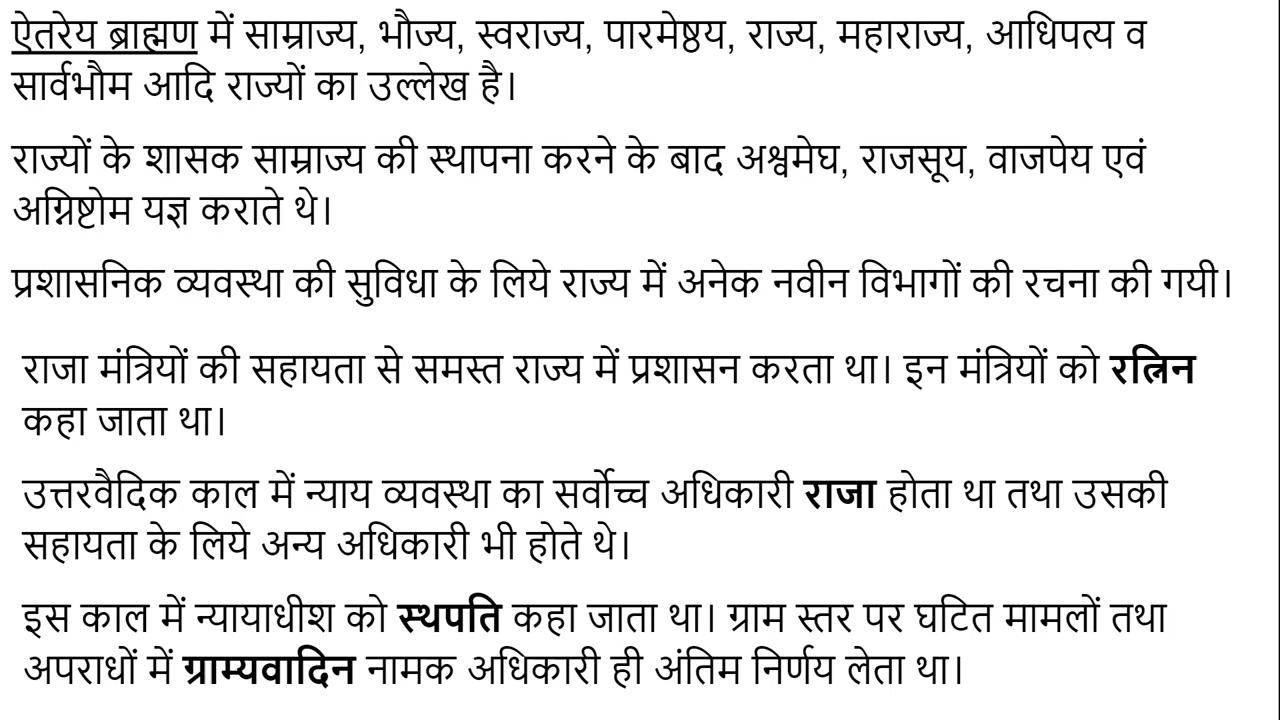 ऐतरेय ब्राह्मण में साम्राज्य, भौज्य, स्वराज्य, पारमेष्ठय, राज्य, महाराज्य, आधिपत्य व
सार्वभौम आदि राज्यों का उल्लेख है।
राज्यों के शासक साम्राज्य की स्थापना करने के बाद अश्वमेघ, राजसूय, वाजपेय एवं
अग्निष्टोम यज्ञ कराते थे।
प्रशासनिक व्यवस्था की सुविधा के लिये राज्य में अनेक नवीन विभागों की रचना की गयी।
राजा मंत्रियों की सहायता से समस्त राज्य में प्रशासन करता था। इन मंत्रियों को रत्निन
कहा जाता था।
उत्तरवैदिक काल में न्याय व्यवस्था का सर्वोच्च अधिकारी राजा होता था तथा उसकी
सहायता के लिये अन्य अधिकारी भी होते थे।
इस काल में न्यायाधीश को स्थपति कहा जाता था। ग्राम स्तर पर घटित मामलों तथा
अपराधों में ग्राम्यवादिन नामक अधिकारी ही अंतिम निर्णय लेता था।